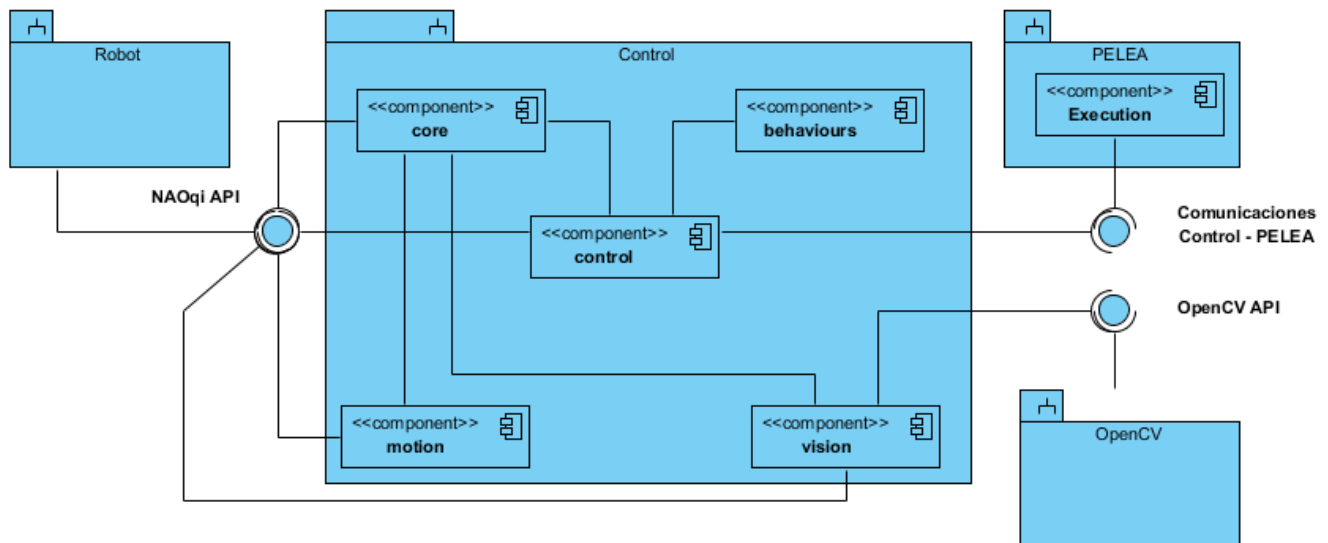 Robot
Control
PELEA
<<component>>
core
<<component>>
behaviours
<<component>>
Execution
NAOqi API
<<component>>
control
Comunicaciones
Control - PELEA
OpenCV API
<<component>>
motion
<<component>>
vision
OpenCV